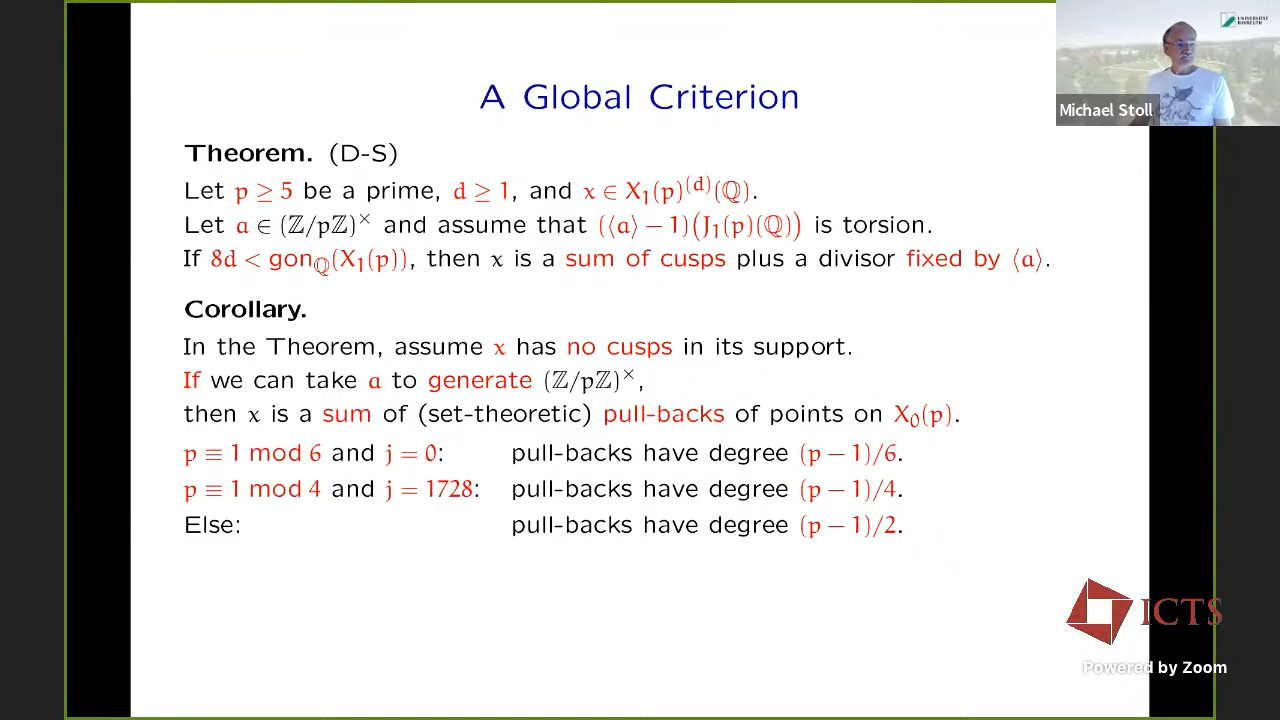 A Global Criterion
Theorem. (D-S)
Let p ≥ 5 be a prime, d ≥ 1, and x ∈ X₁(p)⁽ᵈ⁾(ℚ).
Let a ∈ (ℤ/pℤ)ˣ and assume that (⟨a⟩ − 1)(J₁(p)(ℚ)) is torsion.
If 8d < gon_ℚ(X₁(p)), then x is a sum of cusps plus a divisor fixed by ⟨a⟩.
Corollary.
In the Theorem, assume x has no cusps in its support.
If we can take a to generate (ℤ/pℤ)ˣ,
then x is a sum of (set-theoretic) pull-backs of points on X₀(p).
p ≡ 1 mod 6 and j = 0: pull-backs have degree (p − 1)/6.
p ≡ 1 mod 4 and j = 1728: pull-backs have degree (p − 1)/4.
Else: pull-backs have degree (p − 1)/2.
UNIVERSITÄT
BAYREUTH
Michael Stoll
ICTS
Powered by Zoom